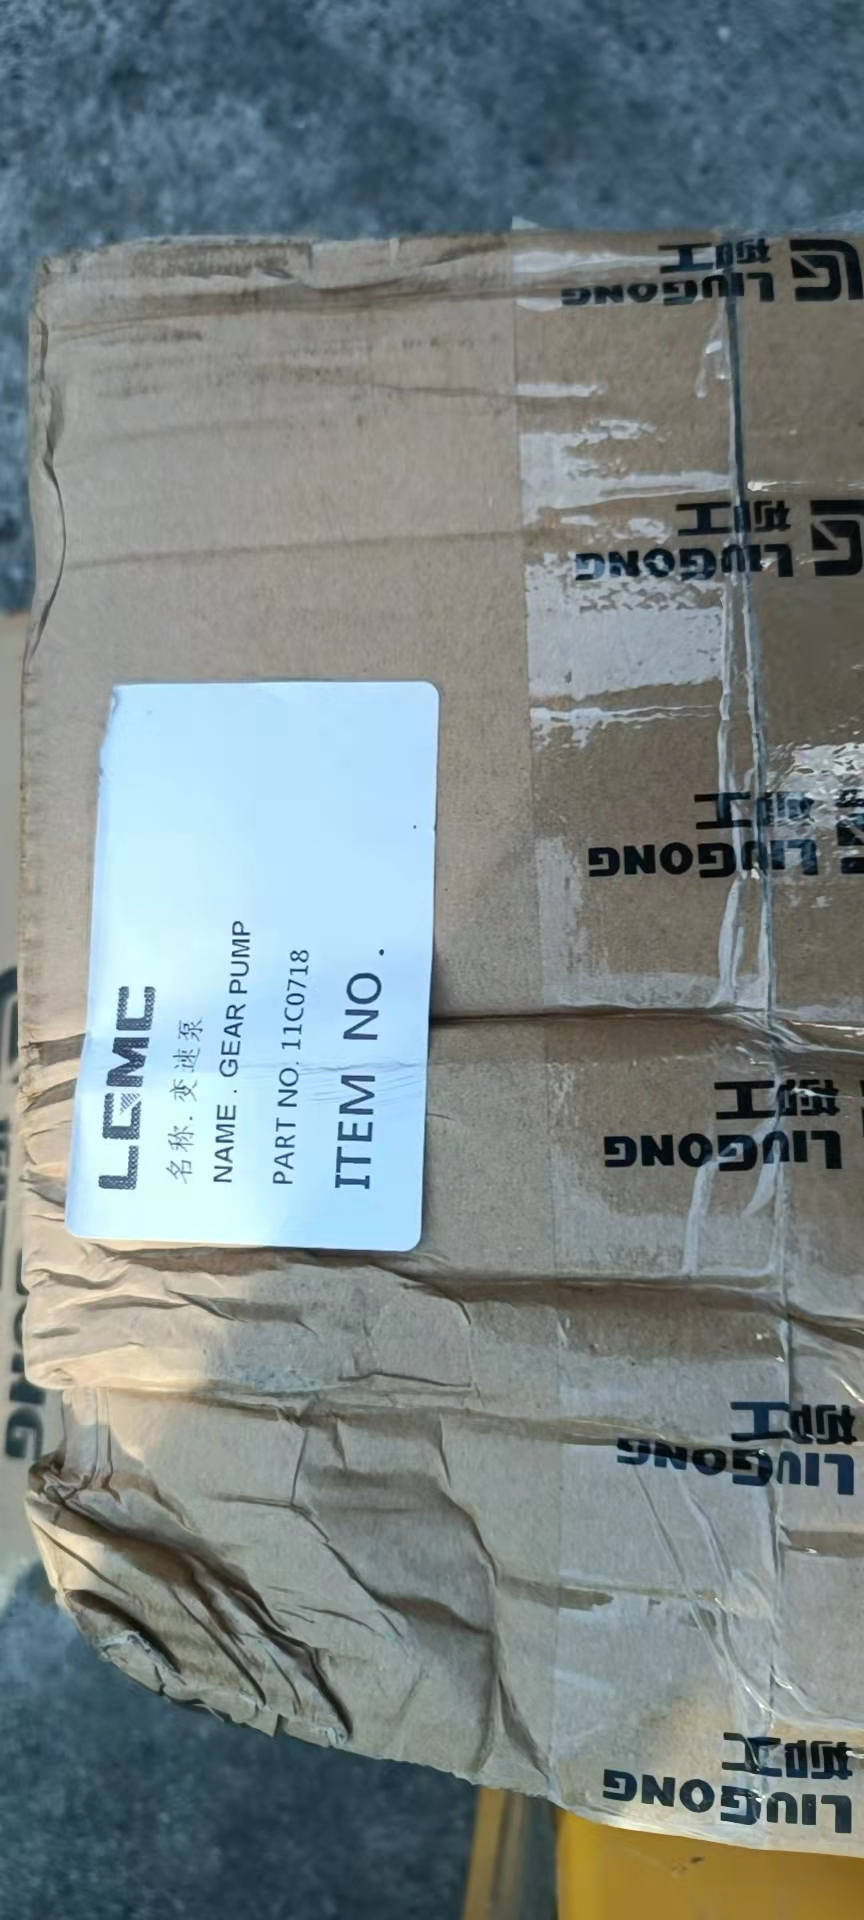 LGMC
名称.变速泵
NAME . GEAR PUMP
PART NO. 11C0718
ITEM NO .
柳工
LIUGONG
柳工
LIUGONG
柳工
LIUGONG
柳工
LIUGONG
柳工
LIUGONG
柳工
LIUGONG